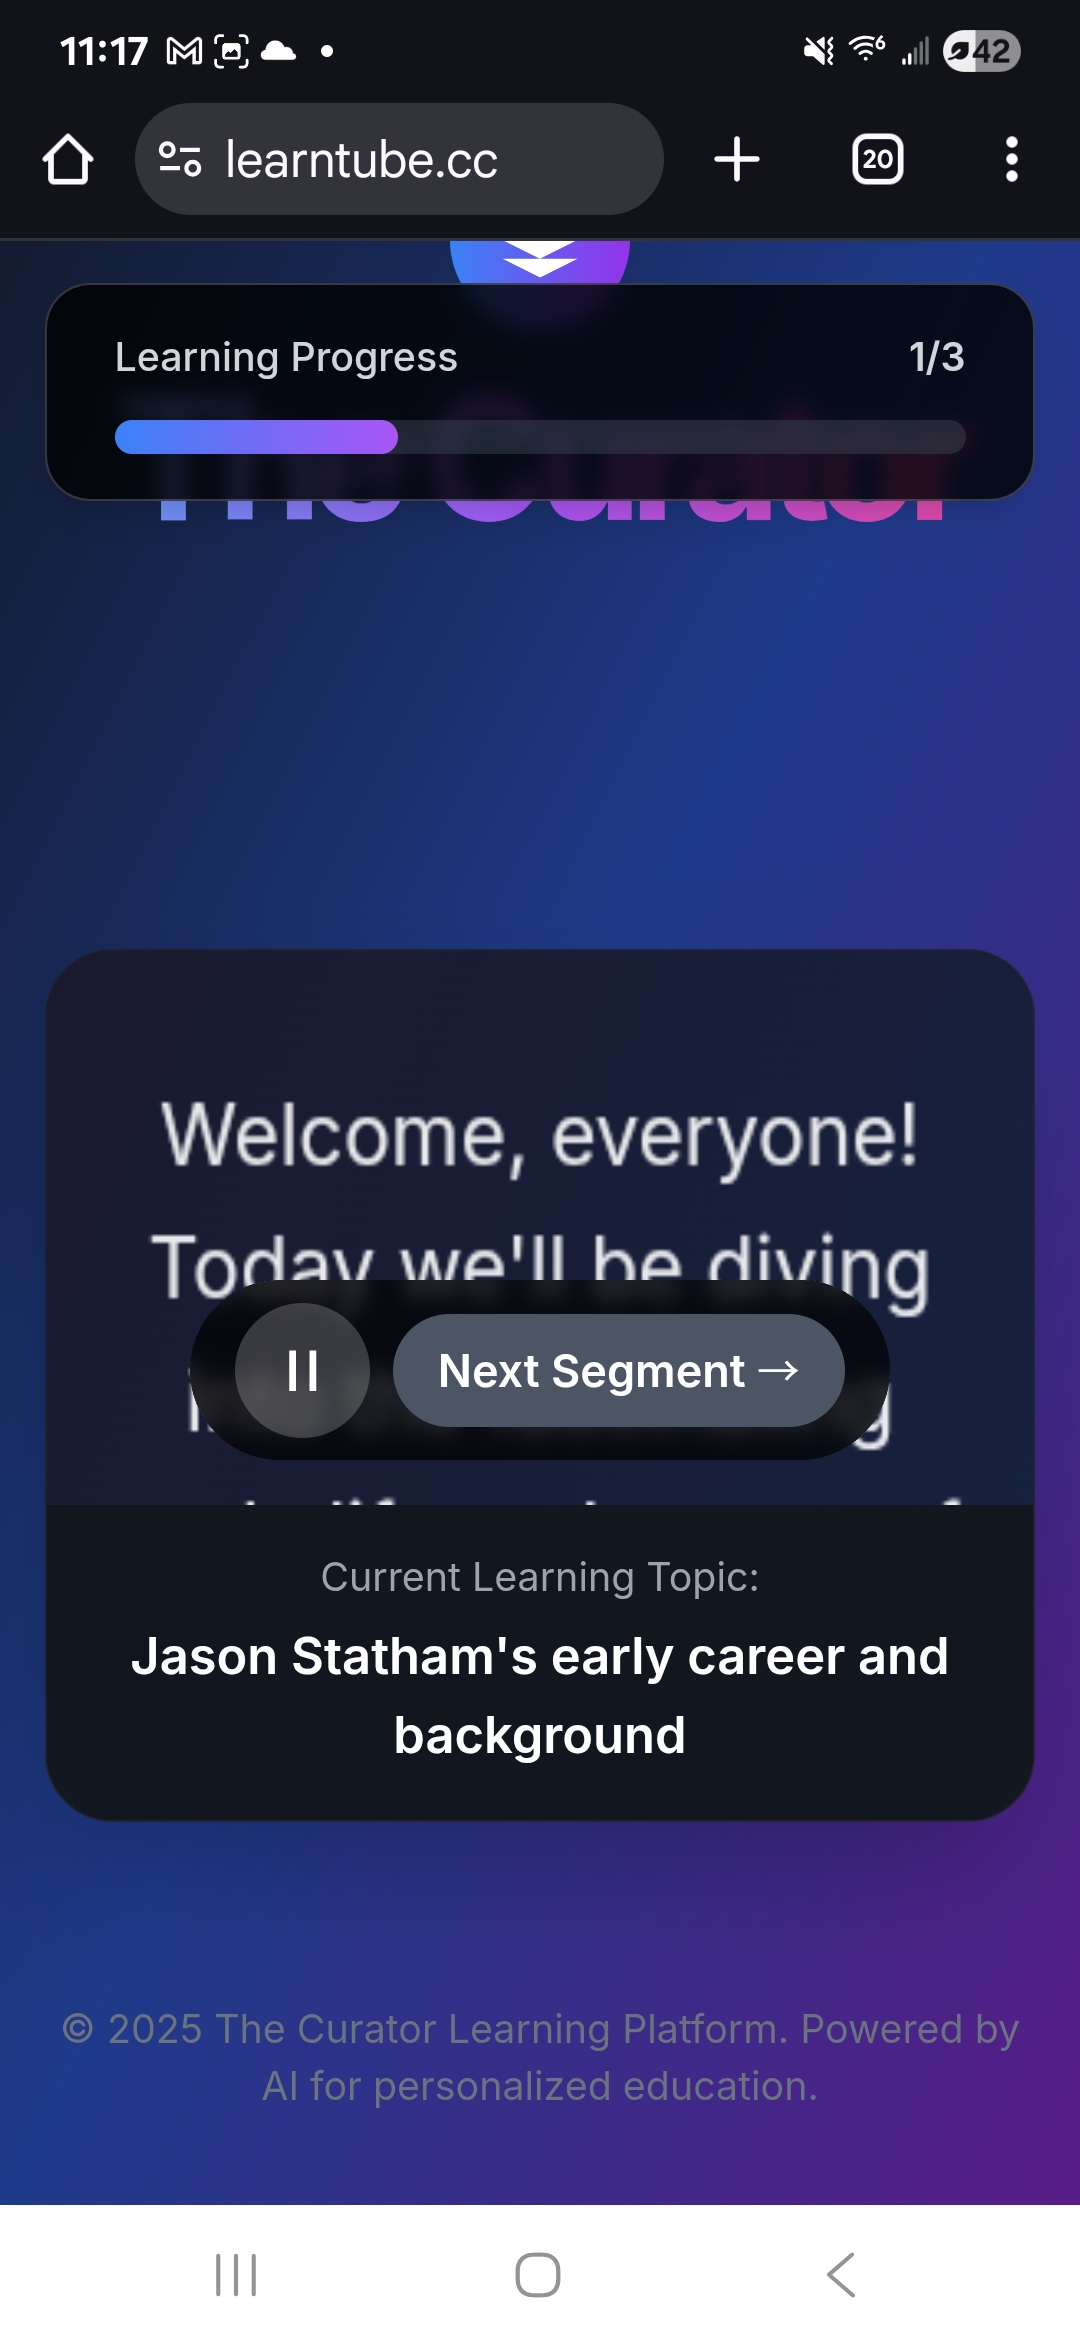 11:17
42
learntube.cc
20
Learning Progress
1/3
The Curator
Welcome, everyone!
Today we'll be diving
Next Segment →
Current Learning Topic:
Jason Statham's early career and
background
© 2025 The Curator Learning Platform. Powered by
AI for personalized education.